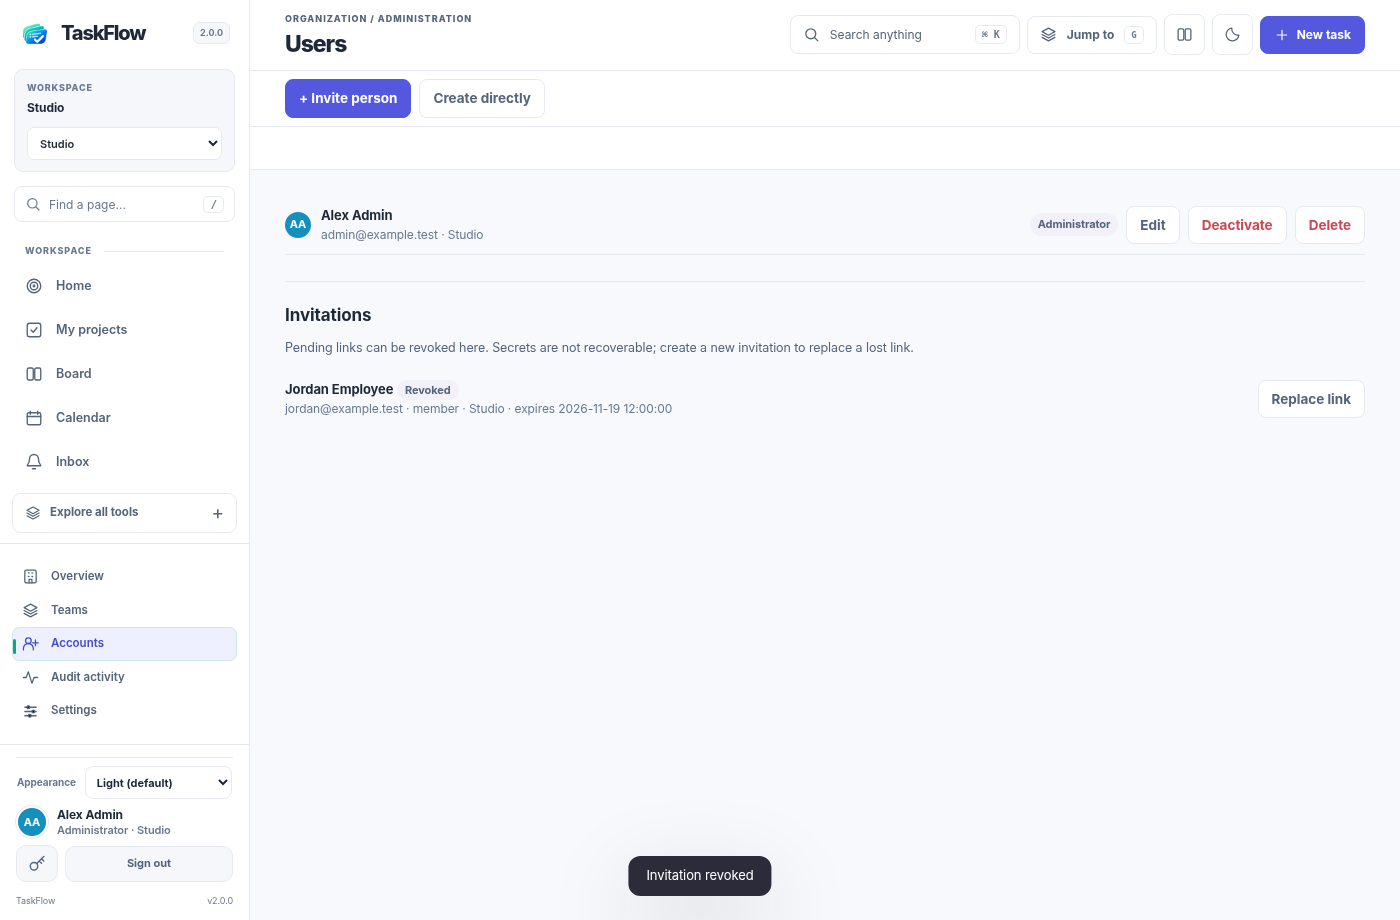 TaskFlow
2.0.0
WORKSPACE
Studio
Studio
Find a page...
/
WORKSPACE
Home
My projects
Board
Calendar
Inbox
Explore all tools
+
Overview
Teams
Accounts
Audit activity
Settings
Appearance
Light (default)
AA
Alex Admin
Administrator · Studio
Sign out
TaskFlow
v2.0.0
ORGANIZATION / ADMINISTRATION
Users
Search anything
⌘ K
Jump to
G
+ New task
+ Invite person
Create directly
AA
Alex Admin
admin@example.test · Studio
Administrator
Edit
Deactivate
Delete
Invitations
Pending links can be revoked here. Secrets are not recoverable; create a new invitation to replace a lost link.
Jordan Employee Revoked
jordan@example.test · member · Studio · expires 2026-11-19 12:00:00
Replace link
Invitation revoked